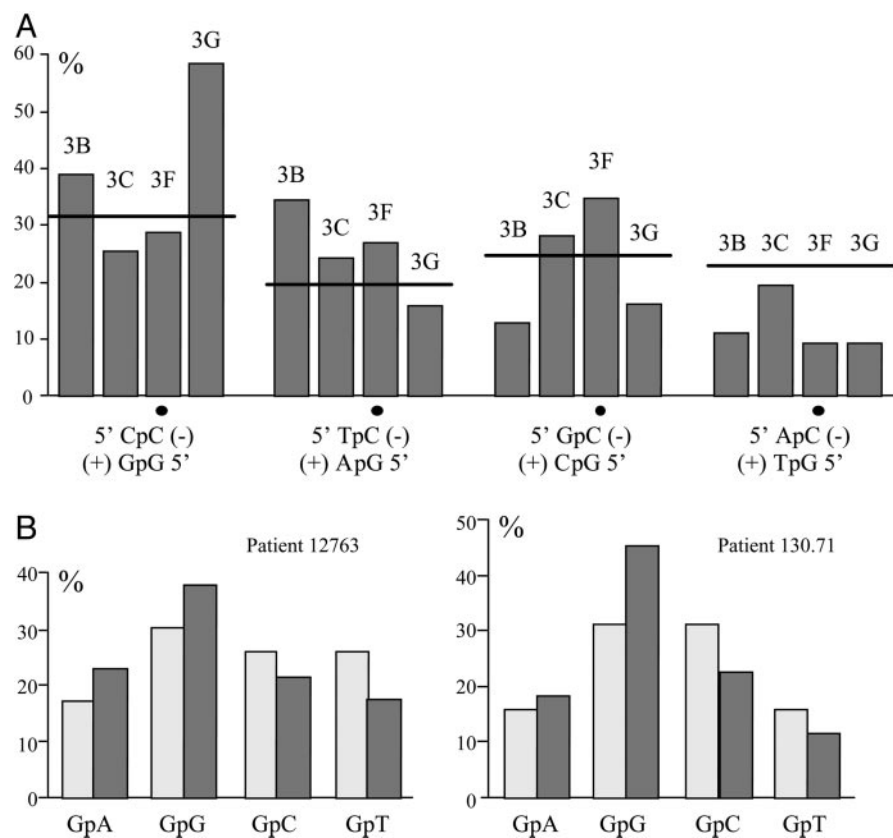 A
%
60
50
40
30
20
10
0
3B 3C 3F 3G
3B 3C 3F 3G
3B 3C 3F 3G
3B 3C 3F 3G
5’ CpC (-) 5’ TpC (-) 5’ GpC (-) 5’ ApC (-)
(+) GpG 5’ (+) ApG 5’ (+) CpG 5’ (+) TpG 5’
B
Patient 12763
%
40
30
20
10
0
GpA GpG GpC GpT
Patient 130.71
%
50
40
30
20
10
0
GpA GpG GpC GpT